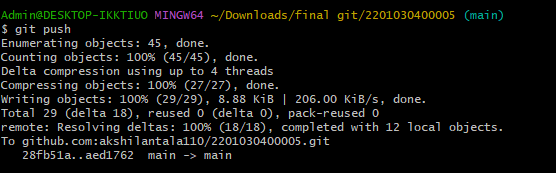 Admin@DESKTOP-IKKTIUO MINGW64 ~/Downloads/final git/2201030400005 (main)
$ git push
Enumerating objects: 45, done.
Counting objects: 100% (45/45), done.
Delta compression using up to 4 threads
Compressing objects: 100% (27/27), done.
Writing objects: 100% (29/29), 8.88 KiB | 206.00 KiB/s, done.
Total 29 (delta 18), reused 0 (delta 0), pack-reused 0
remote: Resolving deltas: 100% (18/18), completed with 12 local objects.
To github.com:akshilantala110/2201030400005.git
   28fb51a..aed1762  main -> main